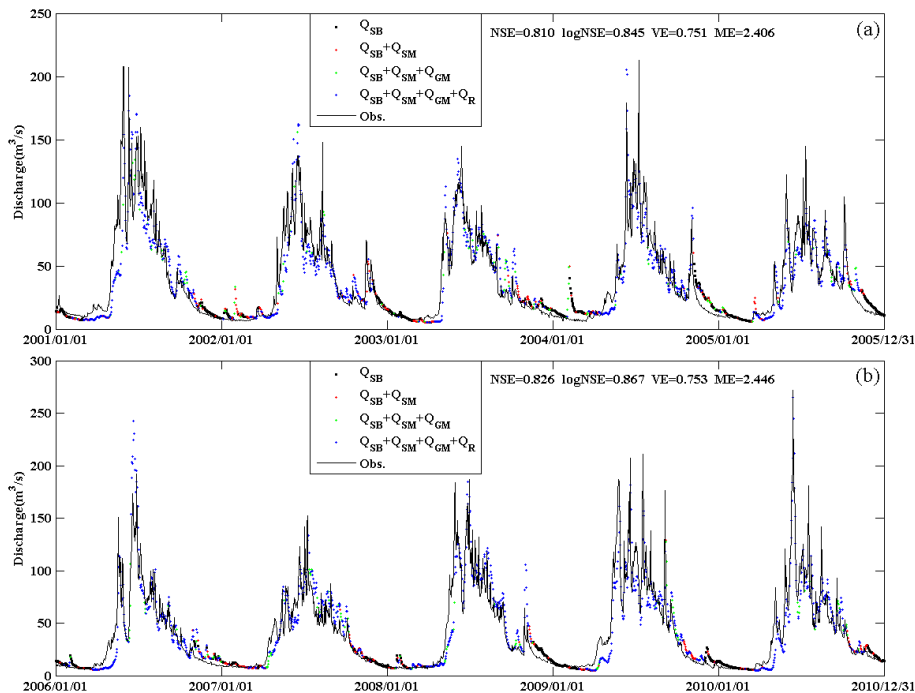 250
200
150
100
50
0
Discharge(m³/s)
Q_SB
Q_SB+Q_SM
Q_SB+Q_SM+Q_GM
Q_SB+Q_SM+Q_GM+Q_R
Obs.
NSE=0.810 logNSE=0.845 VE=0.751 ME=2.406
(a)
2001/01/01 2002/01/01 2003/01/01 2004/01/01 2005/01/01 2005/12/31
300
250
200
150
100
50
0
Discharge(m³/s)
Q_SB
Q_SB+Q_SM
Q_SB+Q_SM+Q_GM
Q_SB+Q_SM+Q_GM+Q_R
Obs.
NSE=0.826 logNSE=0.867 VE=0.753 ME=2.446
(b)
2006/01/01 2007/01/01 2008/01/01 2009/01/01 2010/01/01 2010/12/31